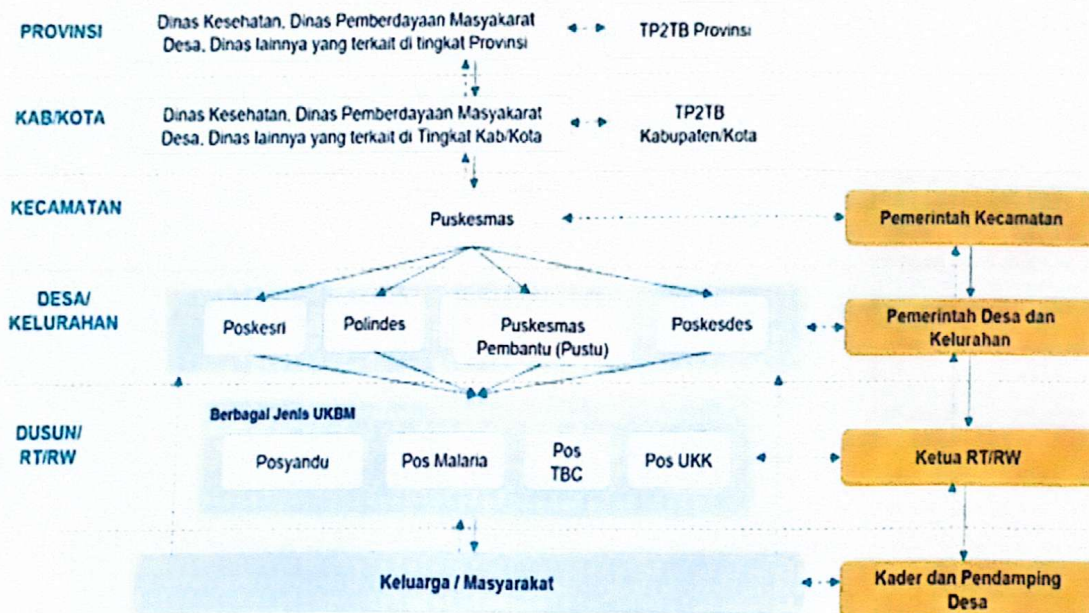 PROVINSI
Dinas Kesehatan, Dinas Pemberdayaan Masyakarat
Desa, Dinas lainnya yang terkait di tingkat Provinsi
TP2TB Provinsi
KAB/KOTA
Dinas Kesehatan, Dinas Pemberdayaan Masyakarat
Desa, Dinas lainnya yang terkait di Tingkat Kab/Kota
TP2TB
Kabupaten/Kota
KECAMATAN
Puskesmas
Pemerintah Kecamatan
DESA/
KELURAHAN
Poskesri
Polindes
Puskesmas
Pembantu (Pustu)
Poskesdes
Pemerintah Desa dan
Kelurahan
Berbagai Jenis UKBM
DUSUN/
RT/RW
Posyandu
Pos Malaria
Pos
TBC
Pos UKK
Ketua RT/RW
Keluarga / Masyarakat
Kader dan Pendamping
Desa